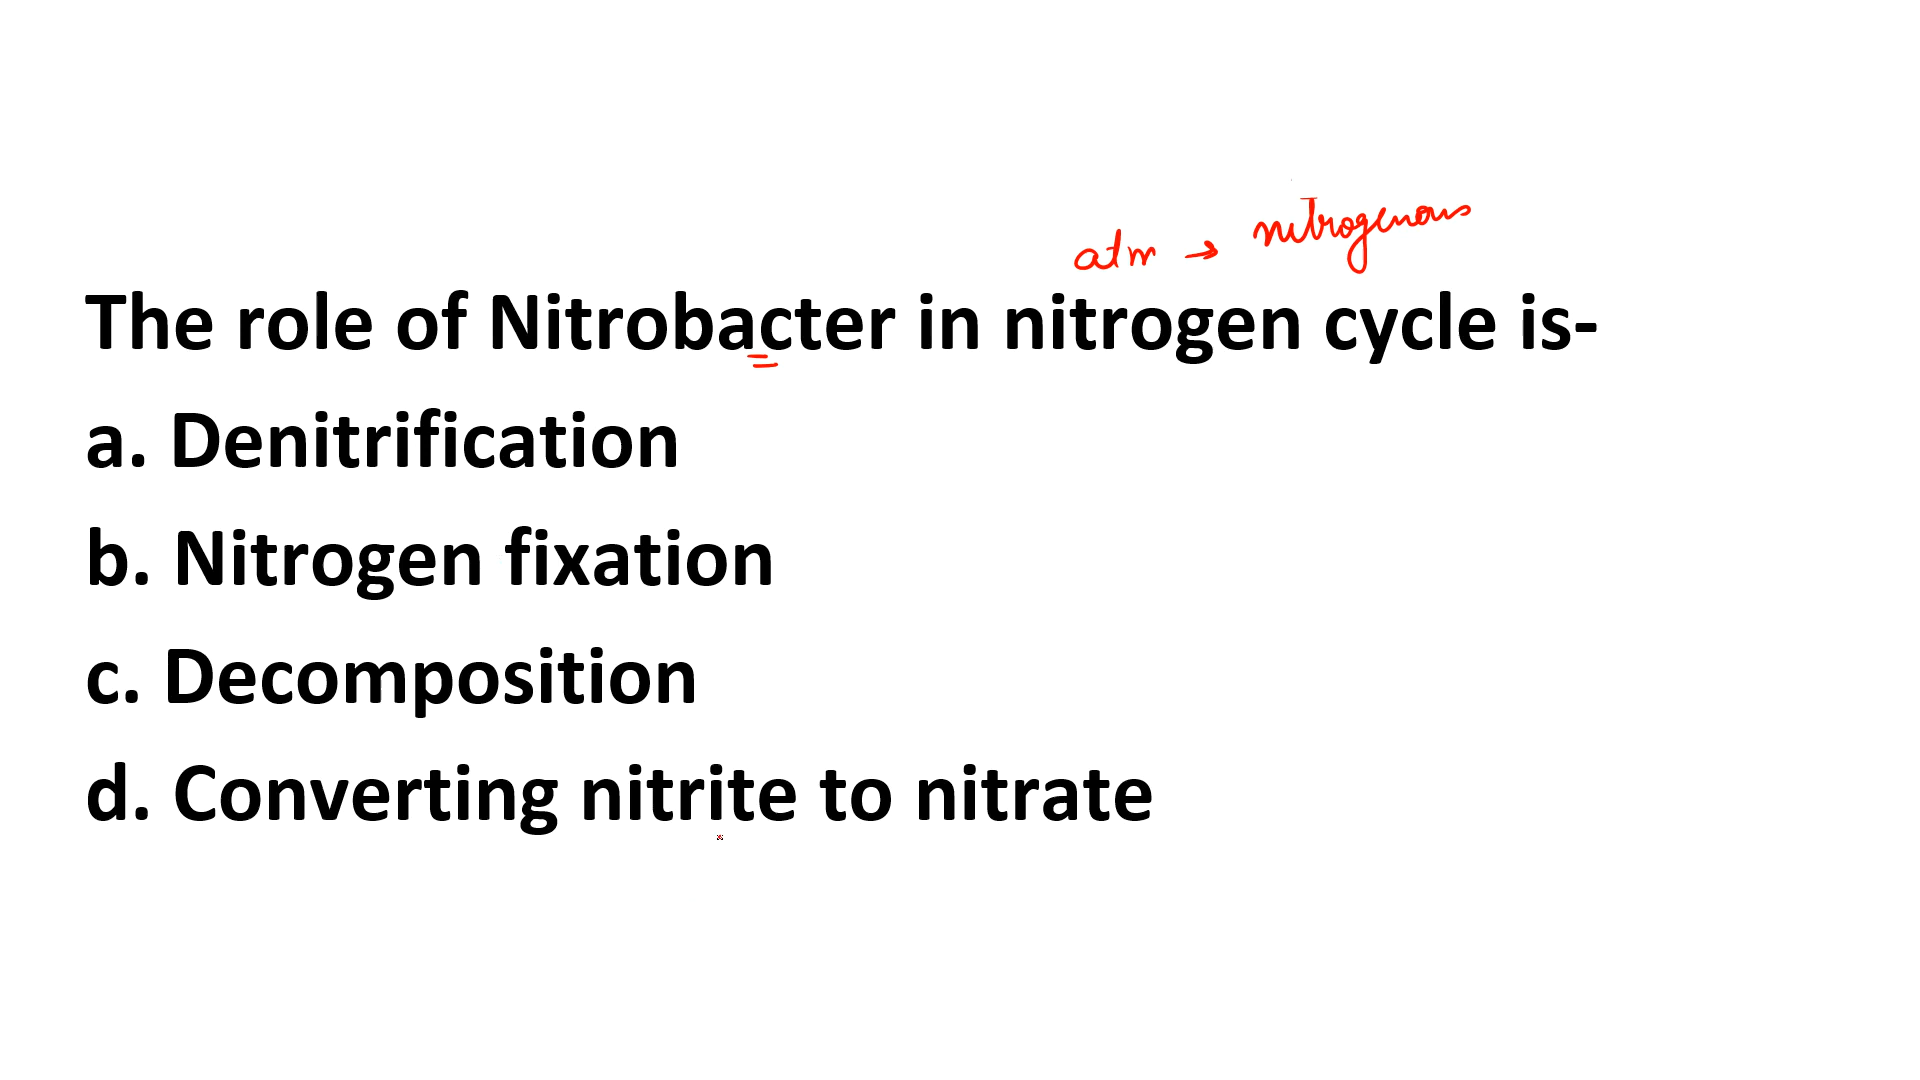 atm → nitrogenous
The role of Nitrobacter in nitrogen cycle is-
a. Denitrification
b. Nitrogen fixation
c. Decomposition
d. Converting nitrite to nitrate